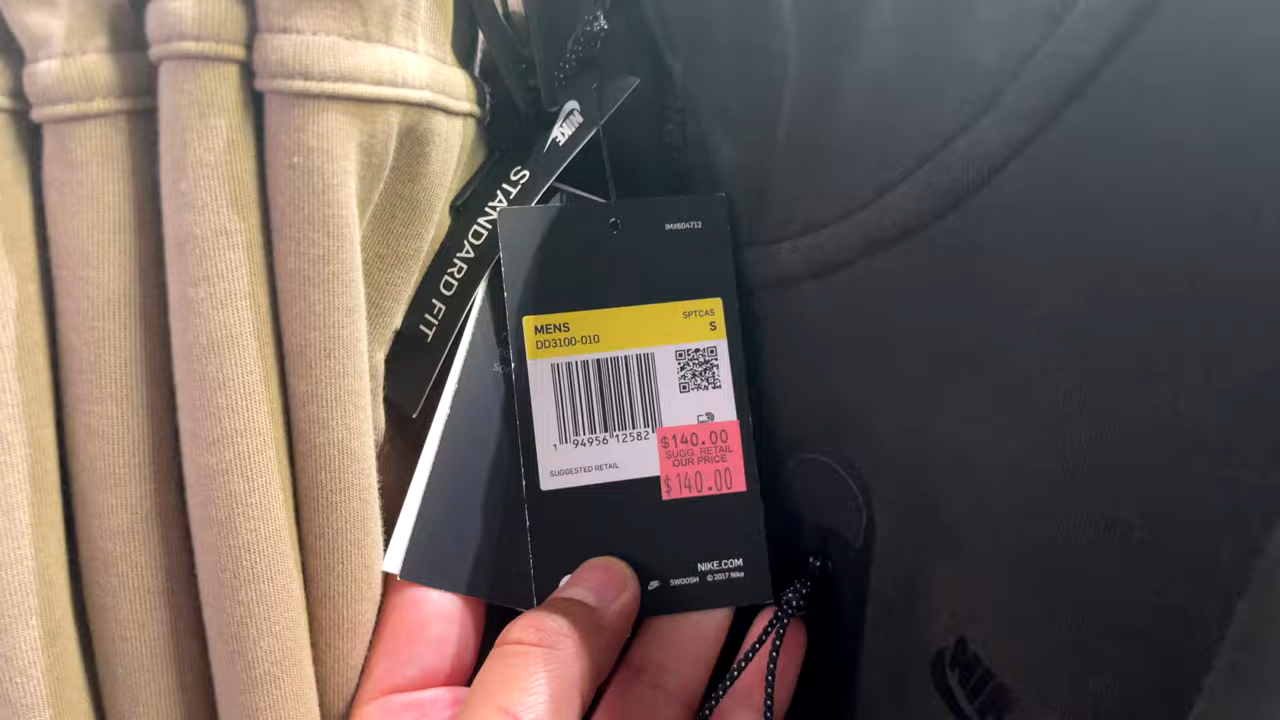 NIKE
STANDARD FIT
IM#604712
MENS
SPTCAS
DD3100-010
S
1 94956 12582
$140.00
SUGG. RETAIL
OUR PRICE
$140.00
SUGGESTED RETAIL
NIKE.COM
SWOOSH © 2017 Nike